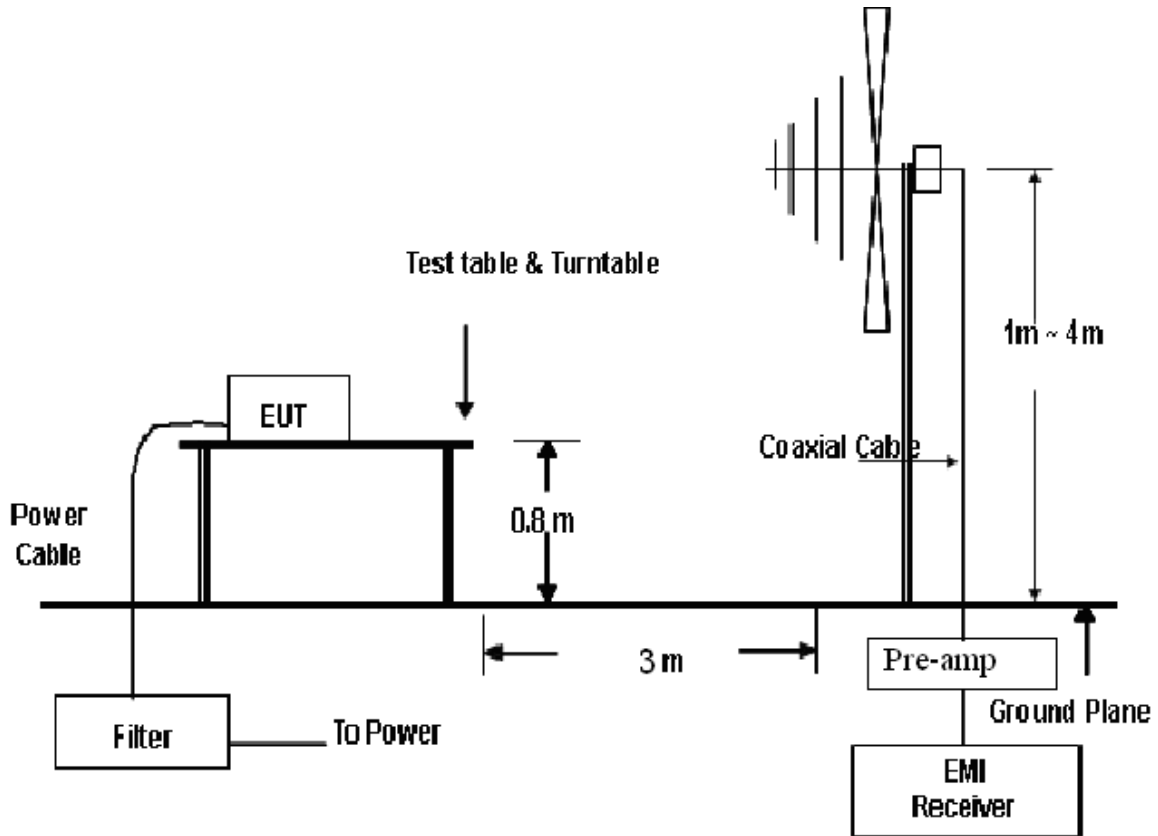 Test table & Turntable
1m ~ 4m
EUT
Coaxial Cable
0.8 m
Power
Cable
3 m
Pre-amp
Ground Plane
Filter
To Power
EMI
Receiver